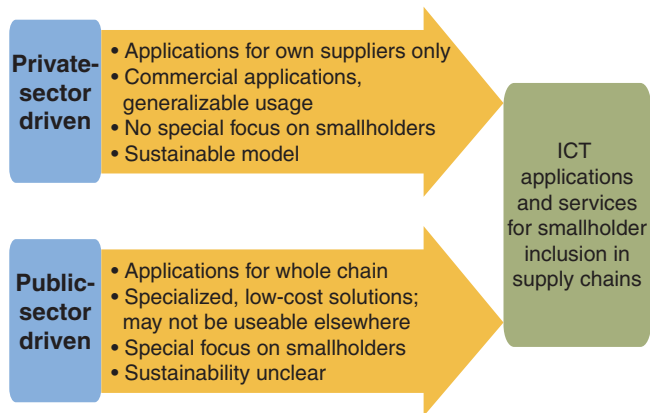 Private-
sector
driven
• Applications for own suppliers only
• Commercial applications,
generalizable usage
• No special focus on smallholders
• Sustainable model
Public-
sector
driven
• Applications for whole chain
• Specialized, low-cost solutions;
may not be useable elsewhere
• Special focus on smallholders
• Sustainability unclear
ICT
applications
and services
for smallholder
inclusion in
supply chains